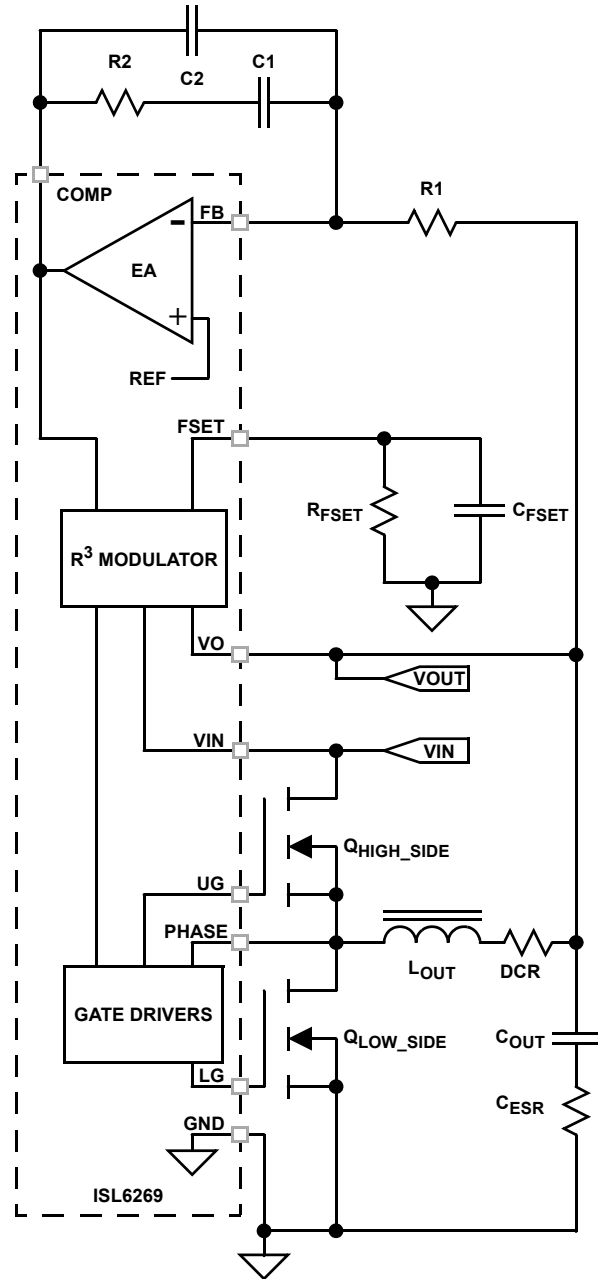 R2
C2
C1
COMP
FB
R1
-
EA
+
REF
FSET
RFSET
CFSET
R3 MODULATOR
VO
VOUT
VIN
VIN
QHIGH_SIDE
UG
PHASE
LOUT
DCR
GATE DRIVERS
QLOW_SIDE
COUT
LG
CESR
GND
ISL6269